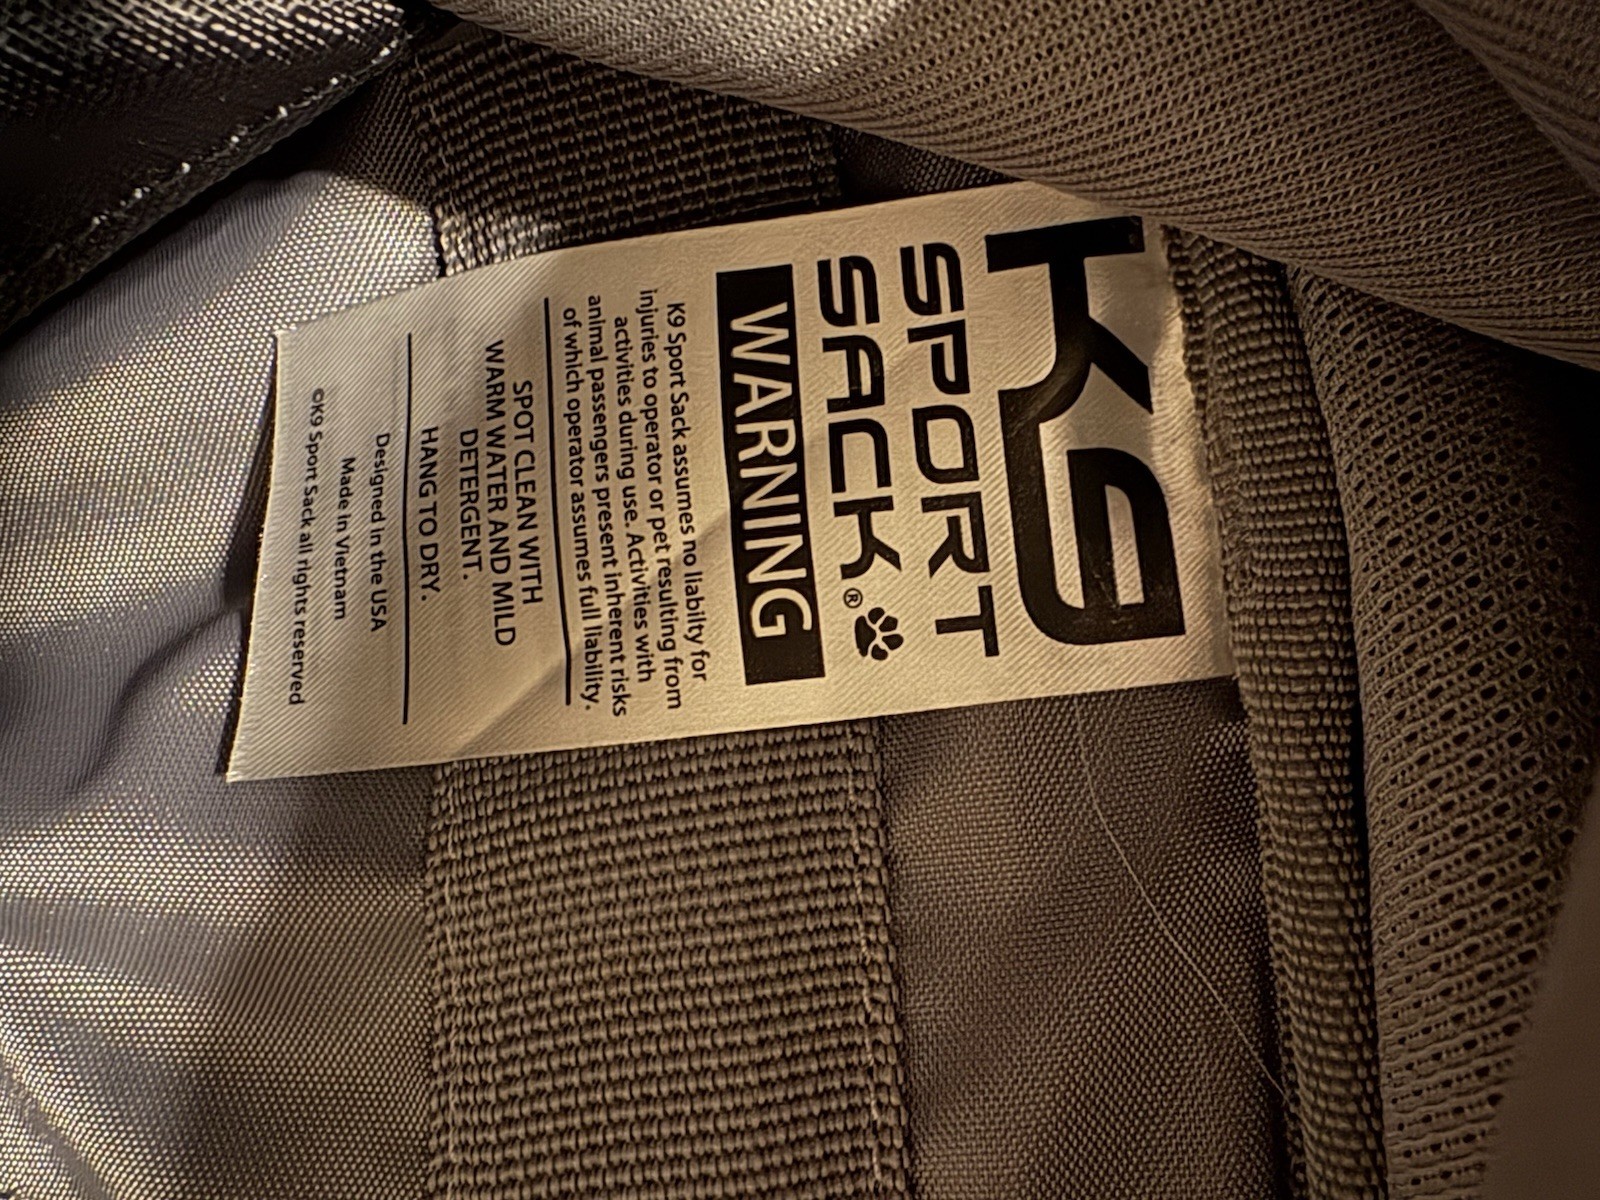 K9
SPORT
SACK®
WARNING
K9 Sport Sack assumes no liabilty for
injuries to operator or pet resulting from
activities during use. Activities with
animal passengers present inherent risks
of which operator assumes full liability.
SPOT CLEAN WITH
WARM WATER AND MILD
DETERGENT.
HANG TO DRY.
Designed in the USA
Made in Vietnam
©K9 Sport Sack all rights reserved